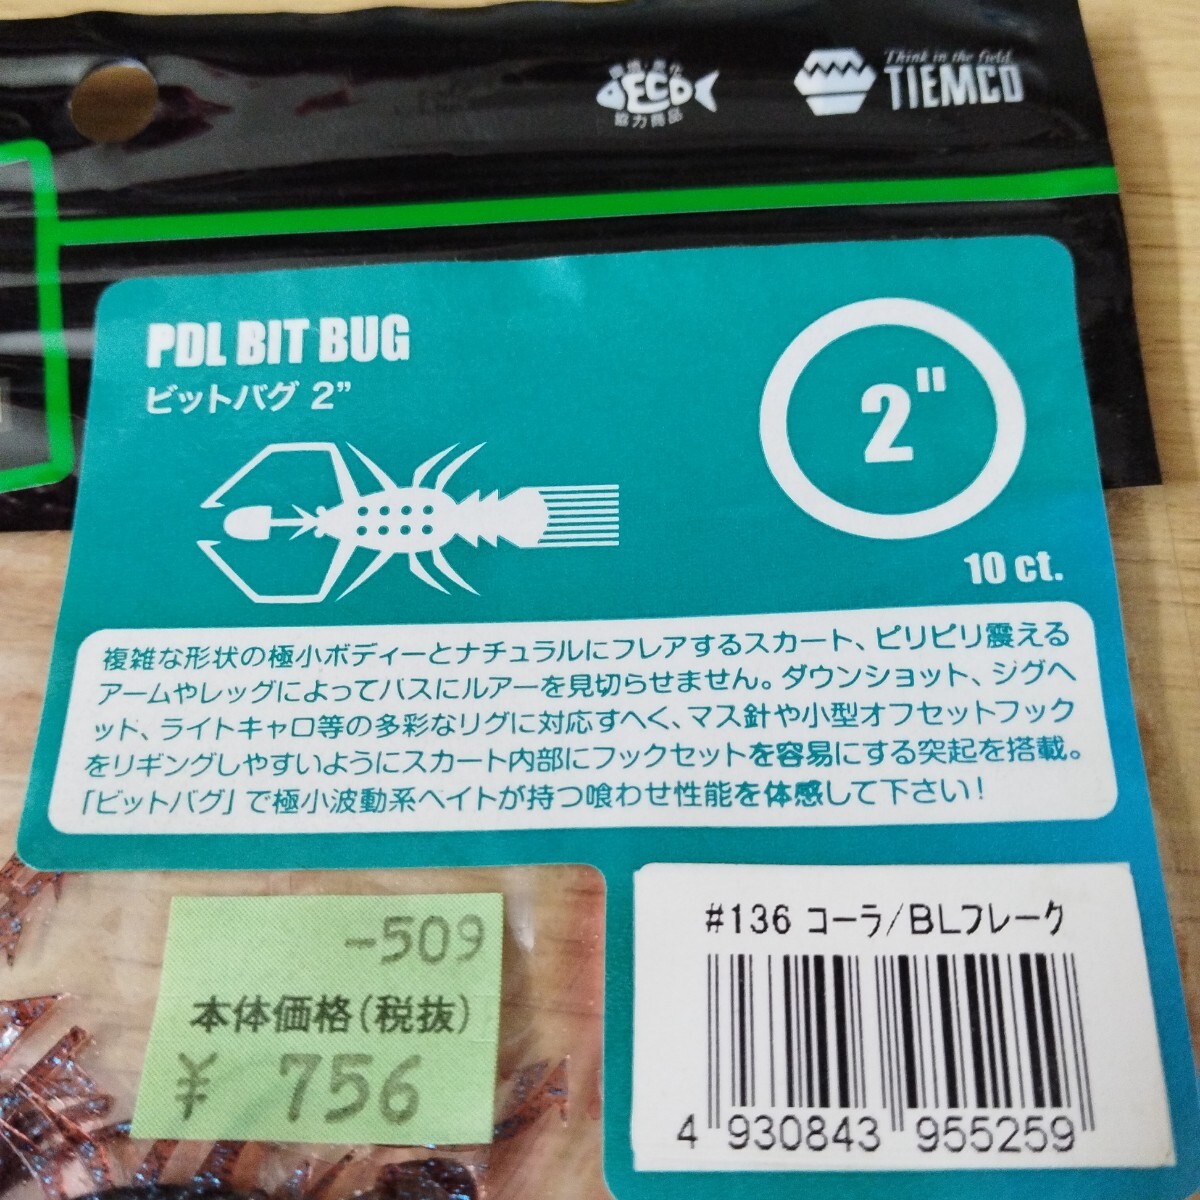 環境・進化
ECO
協力商品
Think in the field.
TIEMCO
PDL BIT BUG
ビットバグ 2"
2"
10 ct.
複雑な形状の極小ボディーとナチュラルにフレアするスカート、ピリピリ震える
アームやレッグによってバスにルアーを見切らせません。ダウンショット、ジグヘ
ット、ライトキャロ等の多彩なリグに対応すべく、マス針や小型オフセットフック
をリギングしやすいようにスカート内部にフックセットを容易にする突起を搭載。
「ビットバグ」で極小波動系ベイトが持つ喰わせ性能を体感して下さい!
-509
本体価格(税抜)
¥ 756
#136 コーラ/BLフレーク
4 930843 955259